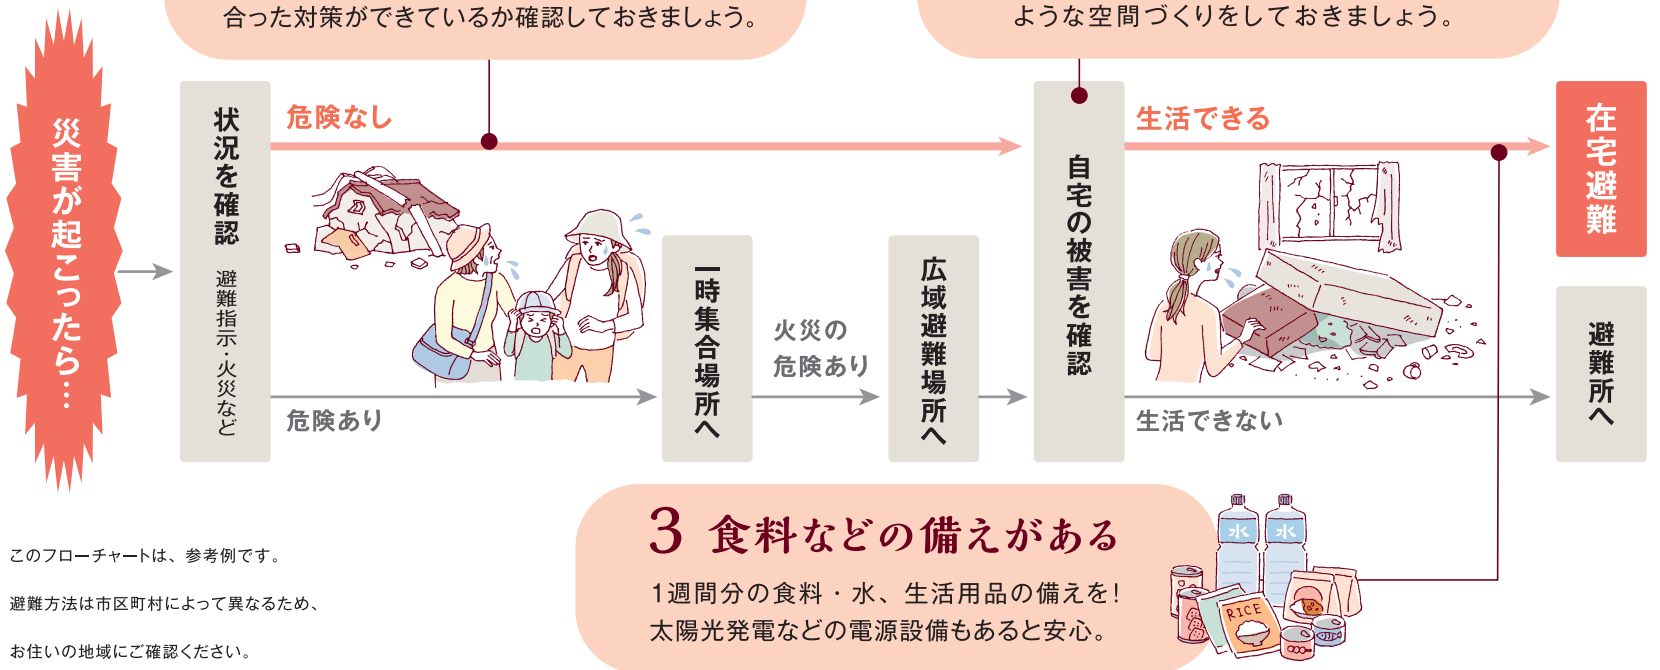 合った対策ができているか確認しておきましょう。
ような空間づくりをしておきましょう。
災害が起こったら…
状況を確認
避難指示・火災など
危険なし
危険あり
一時集合場所へ
火災の
危険あり
広域避難場所へ
自宅の被害を確認
生活できる
生活できない
在宅避難
避難所へ
3 食料などの備えがある
1週間分の食料・水、生活用品の備えを!
太陽光発電などの電源設備もあると安心。
水
水
RICE
このフローチャートは、参考例です。
避難方法は市区町村によって異なるため、
お住いの地域にご確認ください。